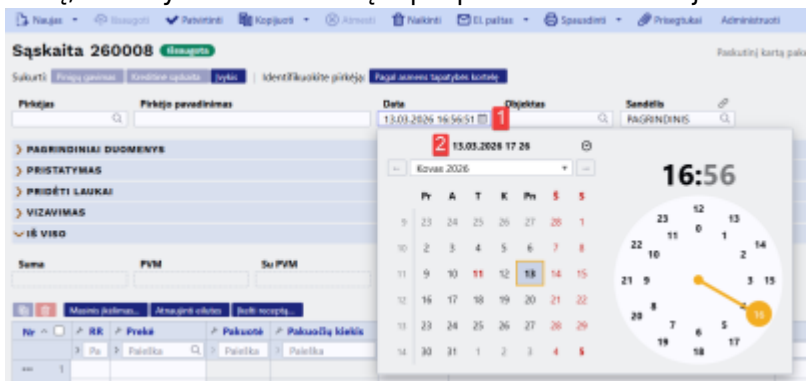 Naujas Išsaugoti Patvirtinti Kopijuoti Atmesti Naikinti El. paštas Spausdinti Prisegtukai Administruoti
Sąskaita 260008 Išsaugota
Paskutinį kartą
Sukurti: Pinigų gavimas Kreditinė sąskaita Įvykis | Identifikuokite pirkėją: Pagal asmens tapatybės kortelę
Pirkėjas Pirkėjo pavadinimas Data Objektas Sandėlis
13.03.2026 16:56:51 1 PAGRINDINIS
PAGRINDINIAI DUOMENYS
PRISTATYMAS
PRIDĖTI LAUKAI
VIZAVIMAS
IŠ VISO
Suma PVM Su PVM
Masinis įkėlimas... Atnaujinti eilutes Įkelti receptą...
Nr RR Prekė Pakuotė Pakuočių kiekis
Pa Paieška Paieška Paieška
1
2 13.03.2026 17 26
Kovas 2026
Pr A T K Pn Š S
9 23 24 25 26 27 28 1
10 2 3 4 5 6 7 8
11 9 10 11 12 13 14 15
12 16 17 18 19 20 21 22
13 23 24 25 26 27 28 29
14 30 31 1 2 3 4 5
16:56
12
23 0 13
11 1
22 10 2 14
21 9 3 15
20 8 16
7 6 5
19 18 17